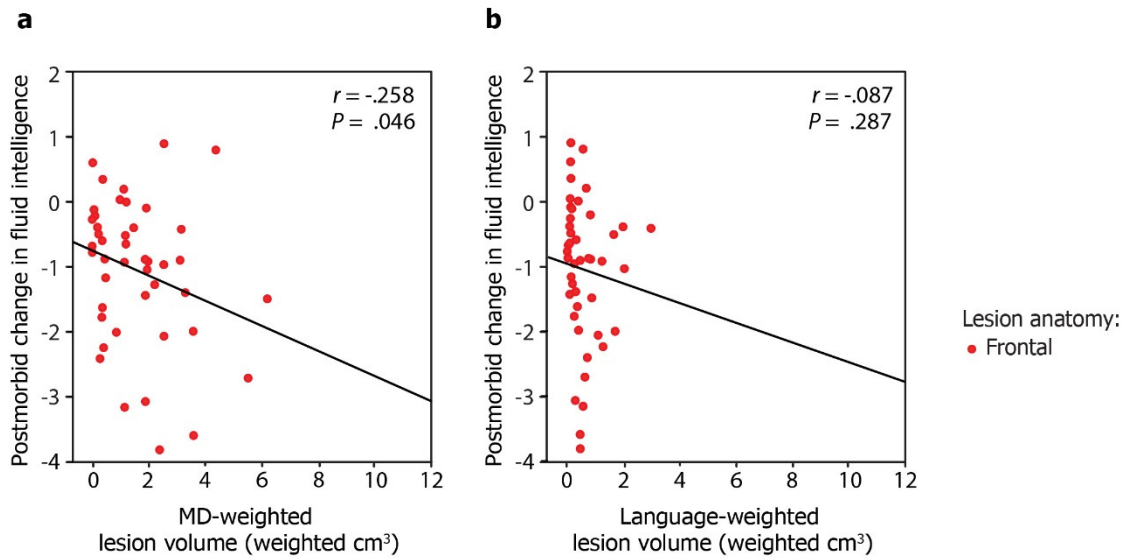 a
Postmorbid change in fluid intelligence
2
1
0
-1
-2
-3
-4
r = -.258
P = .046
0 2 4 6 8 10 12
MD-weighted
lesion volume (weighted cm³)
b
Postmorbid change in fluid intelligence
2
1
0
-1
-2
-3
-4
r = -.087
P = .287
0 2 4 6 8 10 12
Language-weighted
lesion volume (weighted cm³)
Lesion anatomy:
Frontal